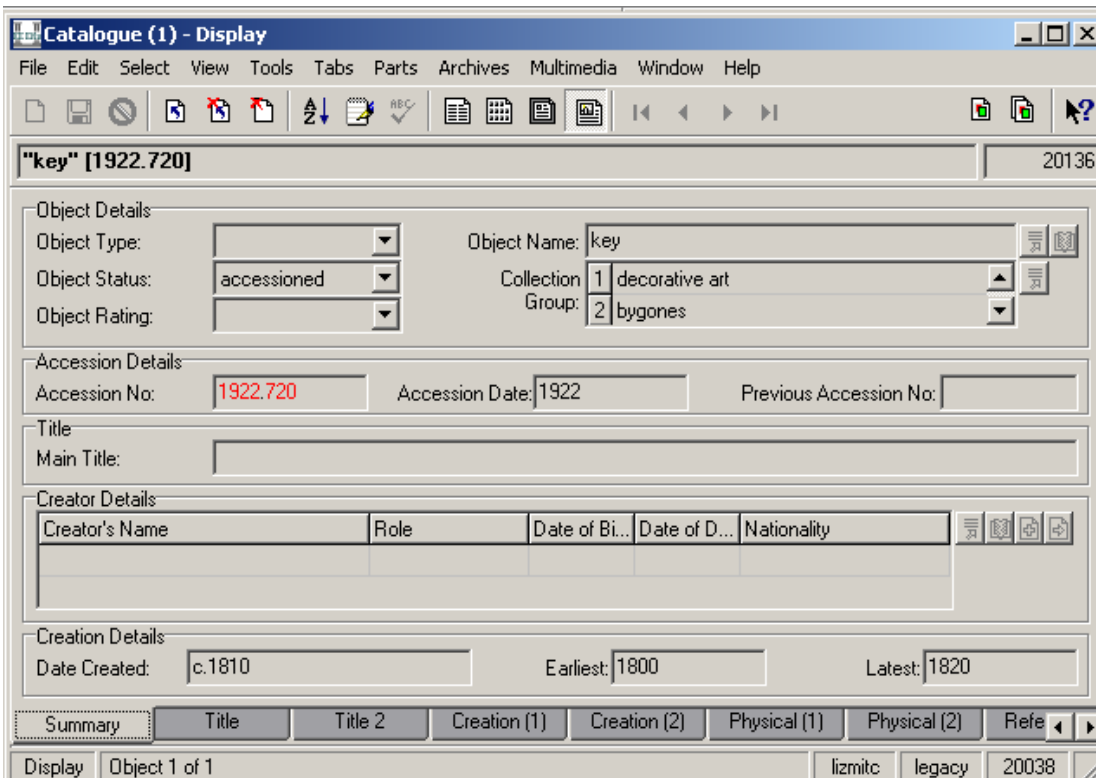 Catalogue (1) - Display
File Edit Select View Tools Tabs Parts Archives Multimedia Window Help
"key" [1922.720] 20136
Object Details
Object Type: Object Name: key
Object Status: accessioned Collection Group: 1 decorative art
Object Rating: 2 bygones
Accession Details
Accession No: 1922.720 Accession Date: 1922 Previous Accession No:
Title
Main Title:
Creator Details
Creator's Name Role Date of Bi... Date of D... Nationality
Creation Details
Date Created: c.1810 Earliest: 1800 Latest: 1820
Summary Title Title 2 Creation (1) Creation (2) Physical (1) Physical (2) Refe
Display Object 1 of 1 lizmitc legacy 20038